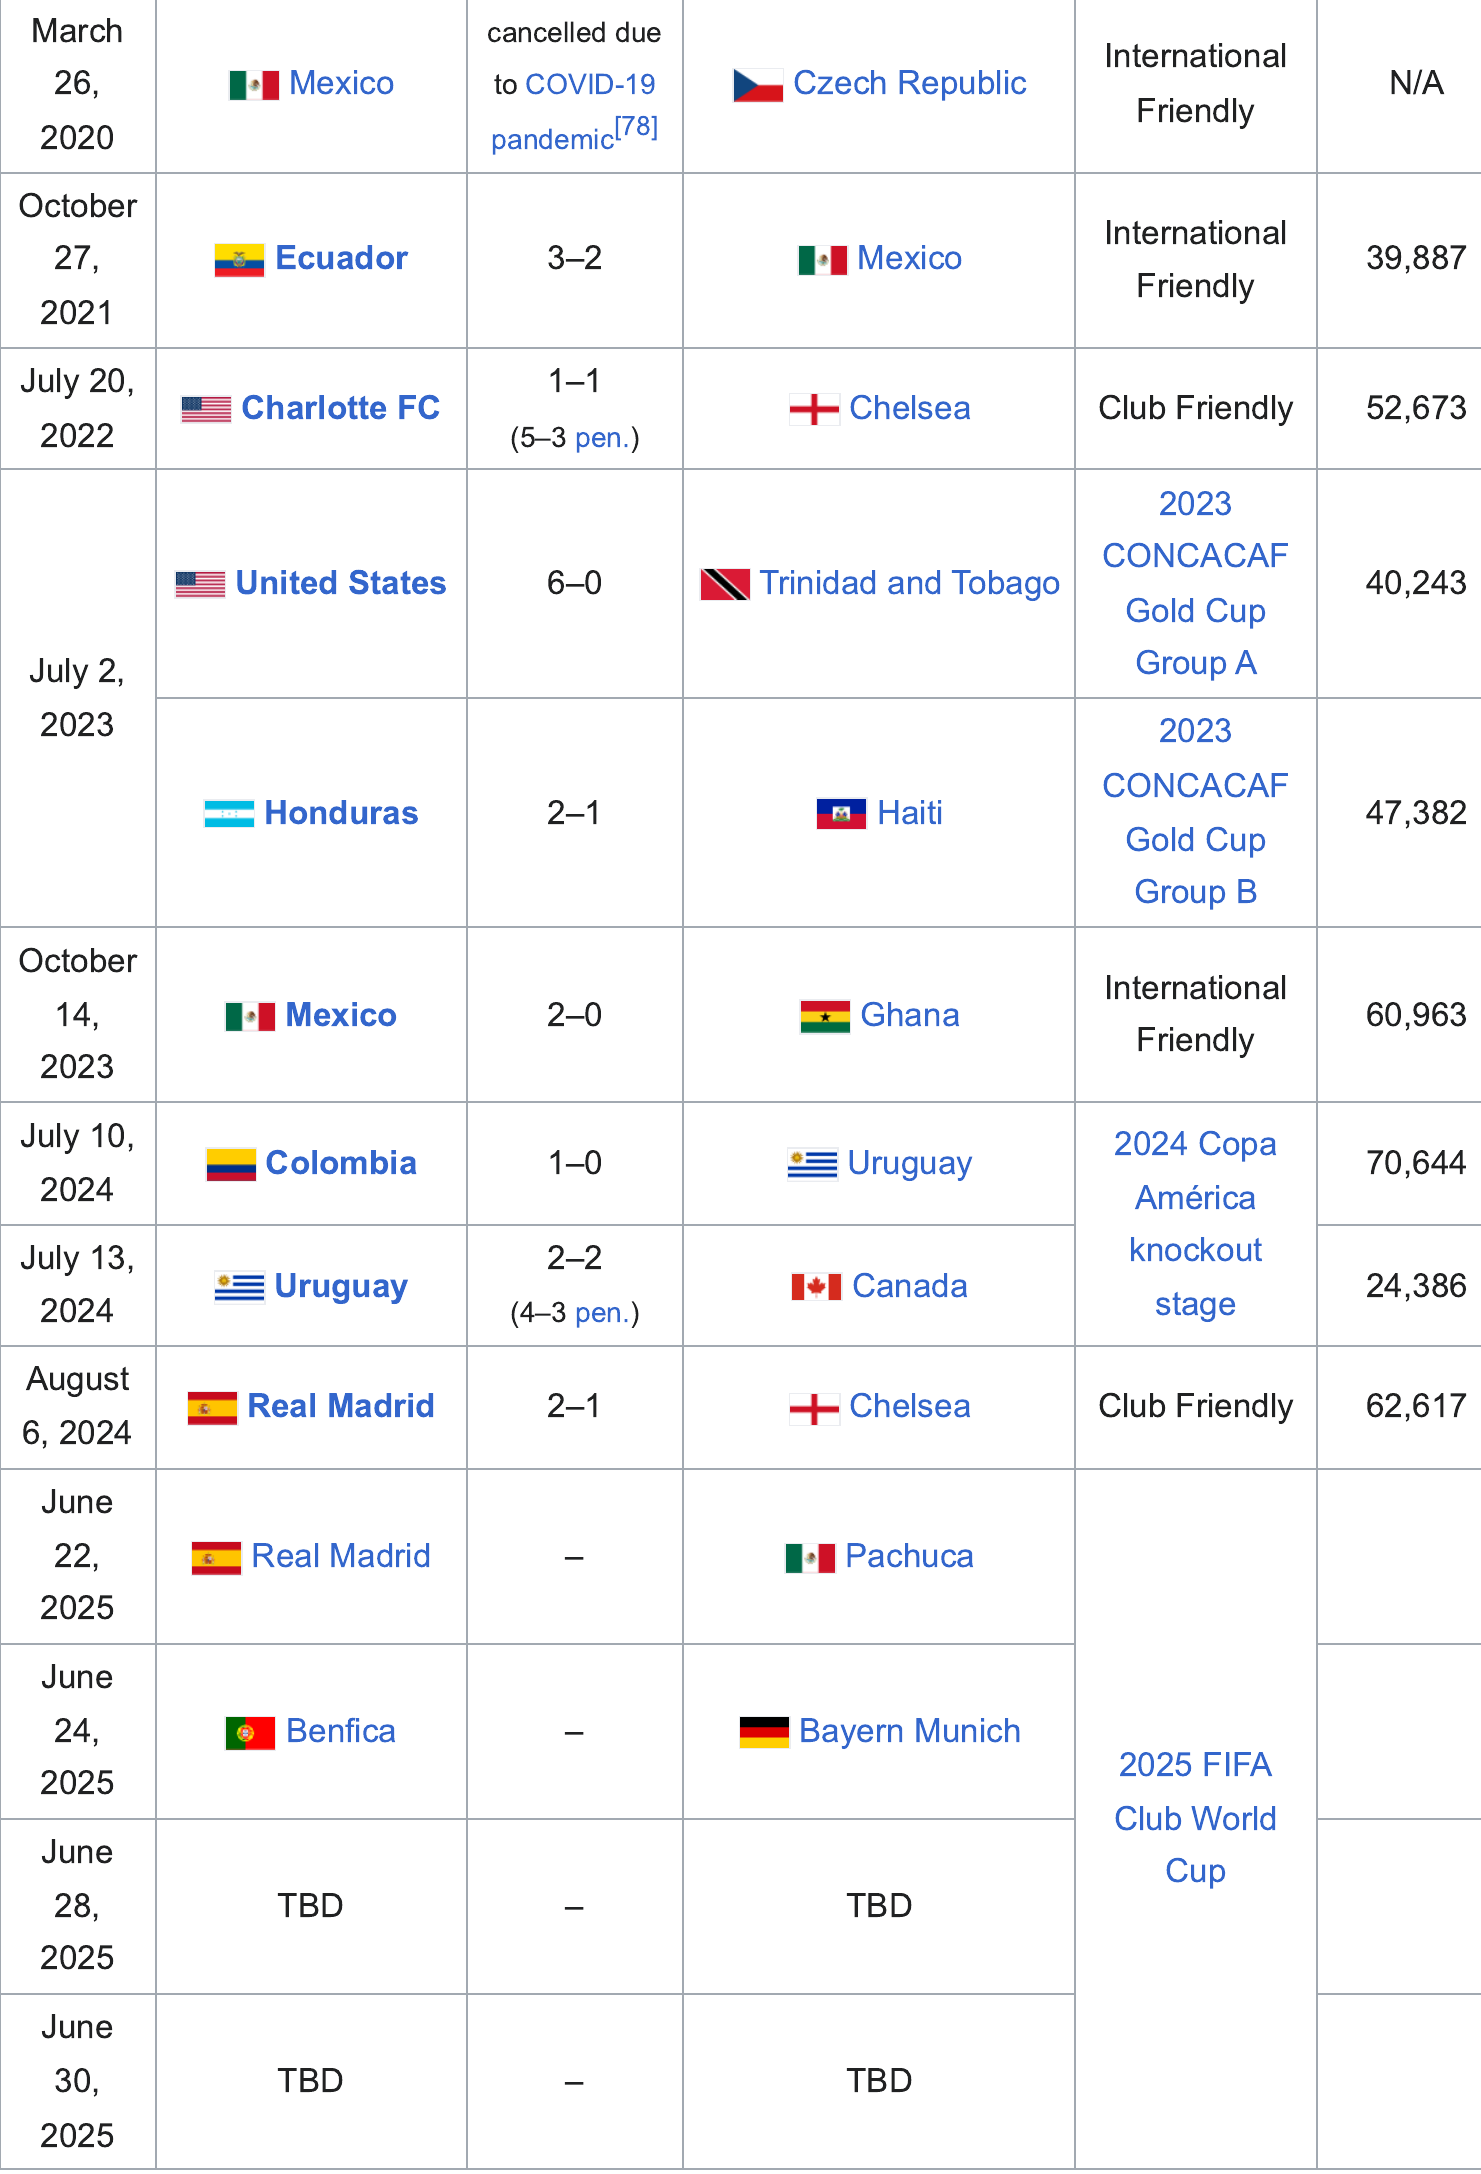 March 26, 2020
Mexico
cancelled due to COVID-19 pandemic[78]
Czech Republic
International Friendly
N/A
October 27, 2021
Ecuador
3–2
Mexico
International Friendly
39,887
July 20, 2022
Charlotte FC
1–1
(5–3 pen.)
Chelsea
Club Friendly
52,673
July 2, 2023
United States
6–0
Trinidad and Tobago
2023 CONCACAF Gold Cup Group A
40,243
Honduras
2–1
Haiti
2023 CONCACAF Gold Cup Group B
47,382
October 14, 2023
Mexico
2–0
Ghana
International Friendly
60,963
July 10, 2024
Colombia
1–0
Uruguay
2024 Copa América knockout stage
70,644
July 13, 2024
Uruguay
2–2
(4–3 pen.)
Canada
24,386
August 6, 2024
Real Madrid
2–1
Chelsea
Club Friendly
62,617
June 22, 2025
Real Madrid
–
Pachuca
2025 FIFA Club World Cup
June 24, 2025
Benfica
–
Bayern Munich
June 28, 2025
TBD
–
TBD
June 30, 2025
TBD
–
TBD